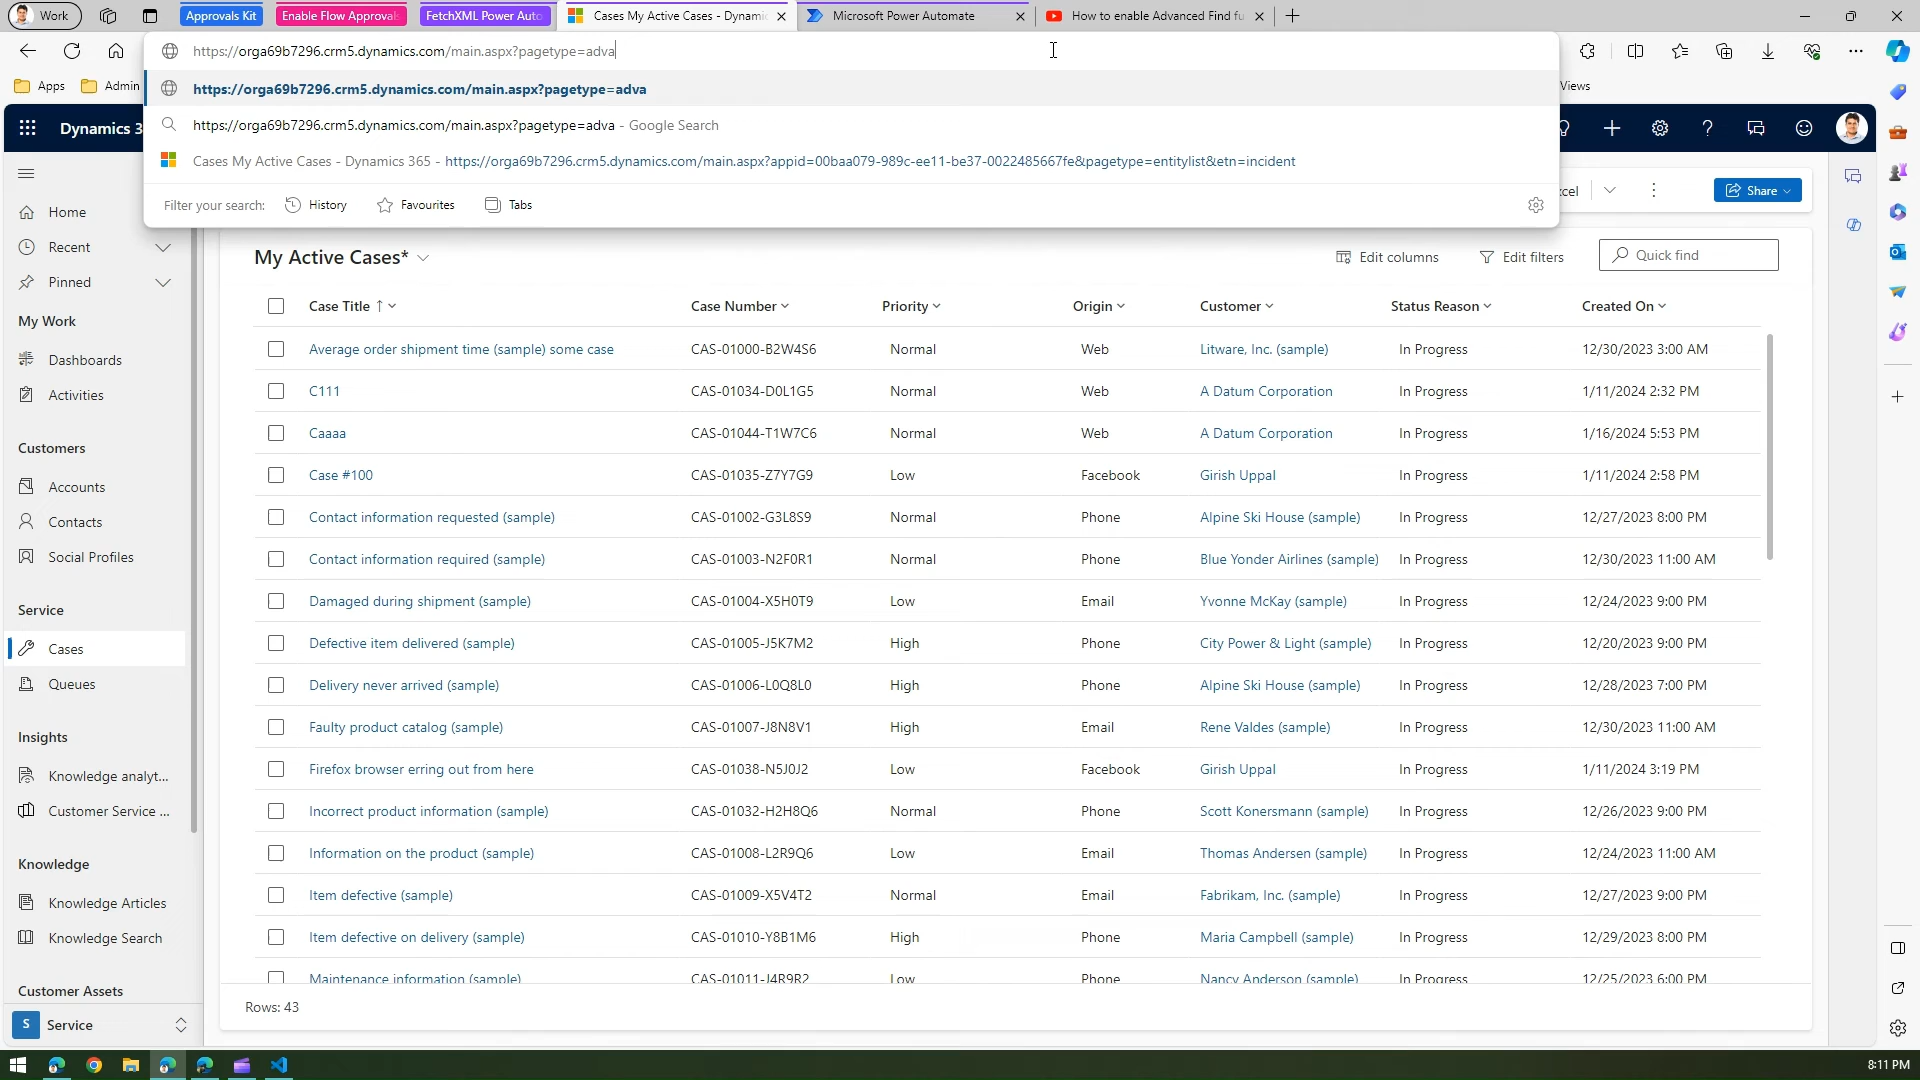 Work
Approvals Kit
Enable Flow Approvals
FetchXML Power Auto
Cases My Active Cases - Dynamic
Microsoft Power Automate
How to enable Advanced Find fu
https://orga69b7296.crm5.dynamics.com/main.aspx?pagetype=adva
Apps
Admin
Views
https://orga69b7296.crm5.dynamics.com/main.aspx?pagetype=adva
https://orga69b7296.crm5.dynamics.com/main.aspx?pagetype=adva - Google Search
Cases My Active Cases - Dynamics 365 - https://orga69b7296.crm5.dynamics.com/main.aspx?appid=00baa079-989c-ee11-be37-0022485667fe&pagetype=entitylist&etn=incident
Filter your search: History Favourites Tabs
Dynamics 3
Share
Home
Recent
Pinned
My Work
Dashboards
Activities
Customers
Accounts
Contacts
Social Profiles
Service
Cases
Queues
Insights
Knowledge analyt...
Customer Service ...
Knowledge
Knowledge Articles
Knowledge Search
Customer Assets
S Service
My Active Cases*
Edit columns
Edit filters
Quick find
Case Title ↑ Case Number Priority Origin Customer Status Reason Created On
Average order shipment time (sample) some case CAS-01000-B2W4S6 Normal Web Litware, Inc. (sample) In Progress 12/30/2023 3:00 AM
C111 CAS-01034-D0L1G5 Normal Web A Datum Corporation In Progress 1/11/2024 2:32 PM
Caaaa CAS-01044-T1W7C6 Normal Web A Datum Corporation In Progress 1/16/2024 5:53 PM
Case #100 CAS-01035-Z7Y7G9 Low Facebook Girish Uppal In Progress 1/11/2024 2:58 PM
Contact information requested (sample) CAS-01002-G3L8S9 Normal Phone Alpine Ski House (sample) In Progress 12/27/2023 8:00 PM
Contact information required (sample) CAS-01003-N2F0R1 Normal Phone Blue Yonder Airlines (sample) In Progress 12/30/2023 11:00 AM
Damaged during shipment (sample) CAS-01004-X5H0T9 Low Email Yvonne McKay (sample) In Progress 12/24/2023 9:00 PM
Defective item delivered (sample) CAS-01005-J5K7M2 High Phone City Power & Light (sample) In Progress 12/20/2023 9:00 PM
Delivery never arrived (sample) CAS-01006-L0Q8L0 High Phone Alpine Ski House (sample) In Progress 12/28/2023 7:00 PM
Faulty product catalog (sample) CAS-01007-J8N8V1 High Email Rene Valdes (sample) In Progress 12/30/2023 11:00 AM
Firefox browser erring out from here CAS-01038-N5J0J2 Low Facebook Girish Uppal In Progress 1/11/2024 3:19 PM
Incorrect product information (sample) CAS-01032-H2H8Q6 Normal Phone Scott Konersmann (sample) In Progress 12/26/2023 9:00 PM
Information on the product (sample) CAS-01008-L2R9Q6 Low Email Thomas Andersen (sample) In Progress 12/24/2023 11:00 AM
Item defective (sample) CAS-01009-X5V4T2 Normal Email Fabrikam, Inc. (sample) In Progress 12/27/2023 9:00 PM
Item defective on delivery (sample) CAS-01010-Y8B1M6 High Phone Maria Campbell (sample) In Progress 12/29/2023 8:00 PM
Maintenance information (sample) CAS-01011-J4R9R2 Low Phone Nancy Anderson (sample) In Progress 12/25/2023 6:00 PM
Rows: 43
8:11 PM